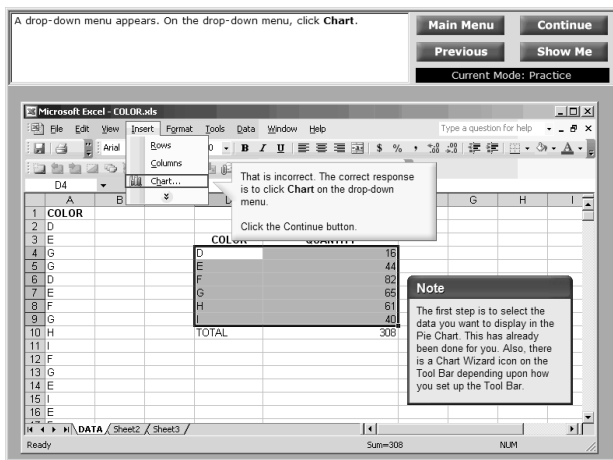 A drop-down menu appears. On the drop-down menu, click Chart.
Main Menu
Continue
Previous
Show Me
Current Mode: Practice
Microsoft Excel - COLOR.xls
File Edit View Insert Format Tools Data Window Help
Type a question for help
Arial
B I U
$ % ,
Rows
Columns
Chart...
D4
That is incorrect. The correct response
is to click Chart on the drop-down
menu.
Click the Continue button.
A B G H I
1 COLOR
2 D
3 E COLOR QUANTITY
4 G D 16
5 G E 44
6 D F 82
7 E G 65
8 F H 61
9 G I 40
10 H TOTAL 308
11 I
12 F
13 G
14 E
15 I
16 E
Note
The first step is to select the
data you want to display in the
Pie Chart. This has already
been done for you. Also, there
is a Chart Wizard icon on the
Tool Bar depending upon how
you set up the Tool Bar.
DATA Sheet2 Sheet3
Ready
Sum=308
NUM